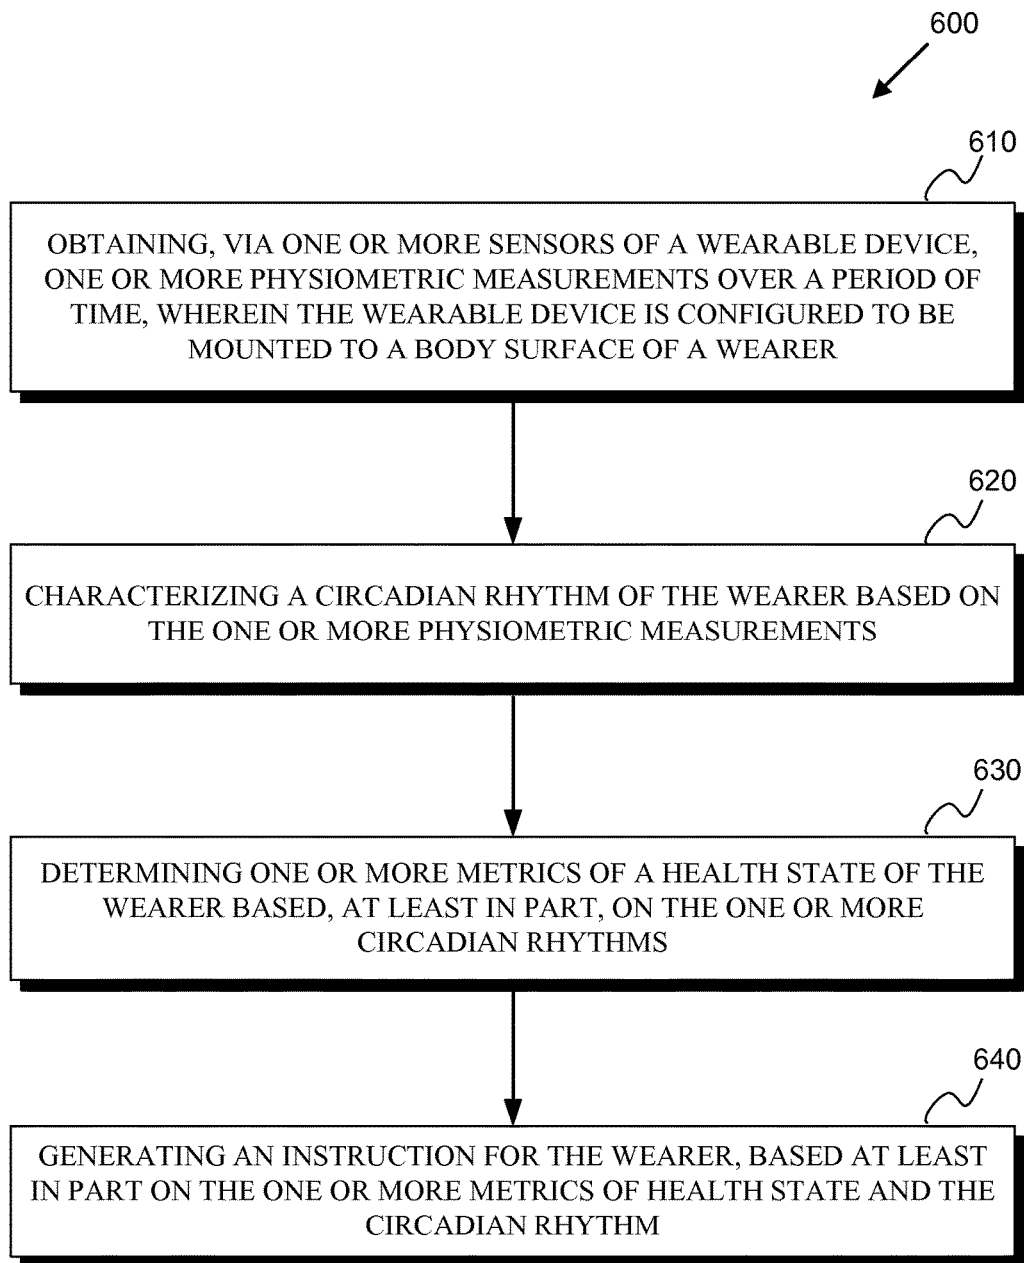 600
610
OBTAINING, VIA ONE OR MORE SENSORS OF A WEARABLE DEVICE,
ONE OR MORE PHYSIOMETRIC MEASUREMENTS OVER A PERIOD OF
TIME, WHEREIN THE WEARABLE DEVICE IS CONFIGURED TO BE
MOUNTED TO A BODY SURFACE OF A WEARER
620
CHARACTERIZING A CIRCADIAN RHYTHM OF THE WEARER BASED ON
THE ONE OR MORE PHYSIOMETRIC MEASUREMENTS
630
DETERMINING ONE OR MORE METRICS OF A HEALTH STATE OF THE
WEARER BASED, AT LEAST IN PART, ON THE ONE OR MORE
CIRCADIAN RHYTHMS
640
GENERATING AN INSTRUCTION FOR THE WEARER, BASED AT LEAST
IN PART ON THE ONE OR MORE METRICS OF HEALTH STATE AND THE
CIRCADIAN RHYTHM